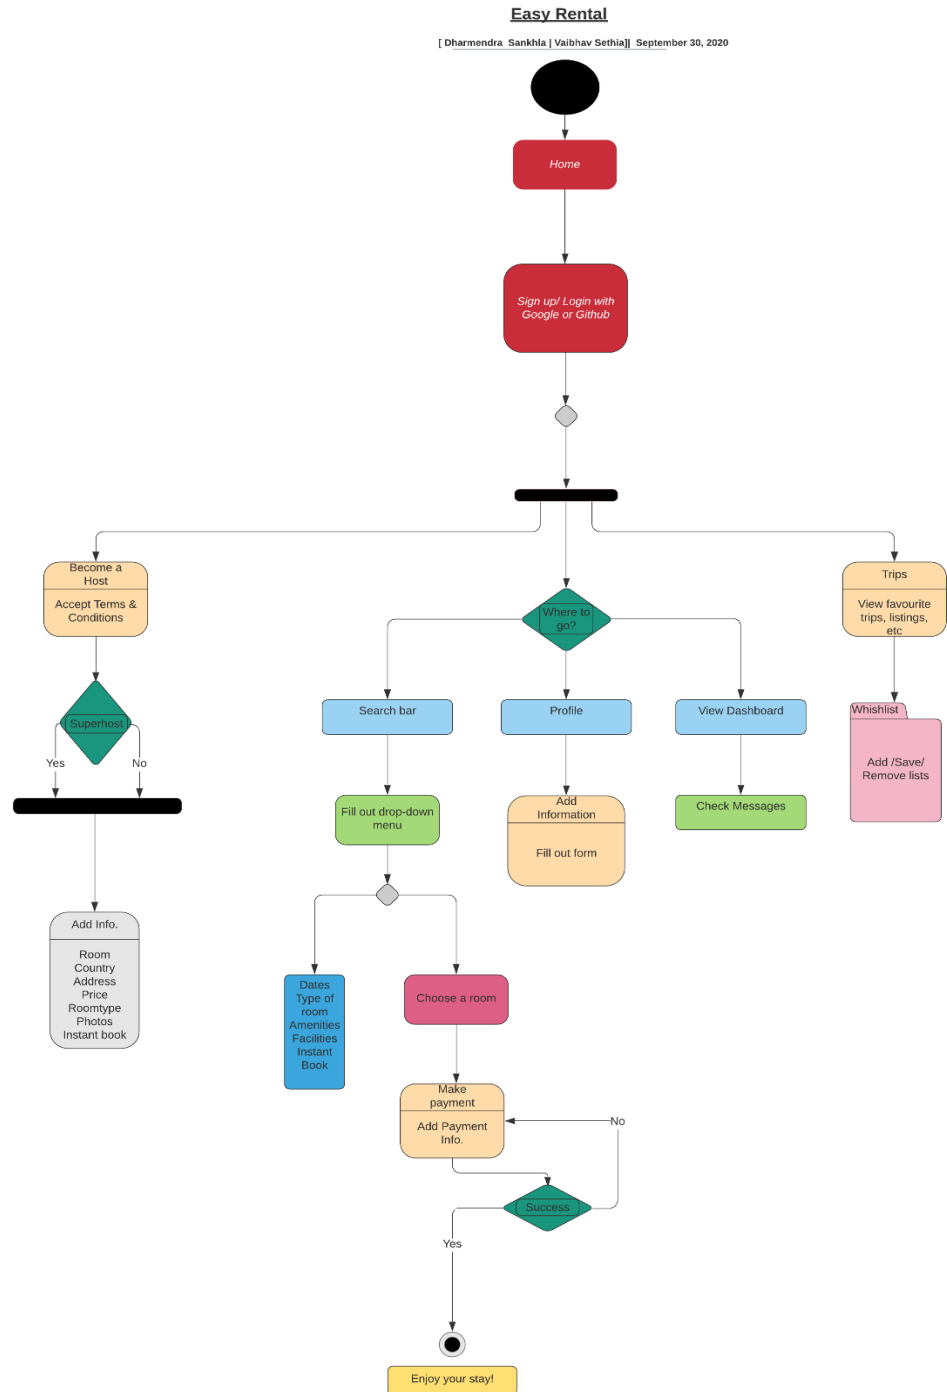 Easy Rental
[ Dharmendra Sankhla | Vaibhav Sethia]| September 30, 2020
Home
Sign up/ Login with
Google or Github
Become a
Host
Accept Terms &
Conditions
Where to
go?
Trips
View favourite
trips, listings,
etc
Superhost
Yes
No
Search bar
Profile
View Dashboard
Whishlist
Add /Save/
Remove lists
Fill out drop-down
menu
Add
Information
Fill out form
Check Messages
Add Info.
Room
Country
Address
Price
Roomtype
Photos
Instant book
Dates
Type of
room
Amenities
Facilities
Instant
Book
Choose a room
Make
payment
Add Payment
Info.
No
Success
Yes
Enjoy your stay!